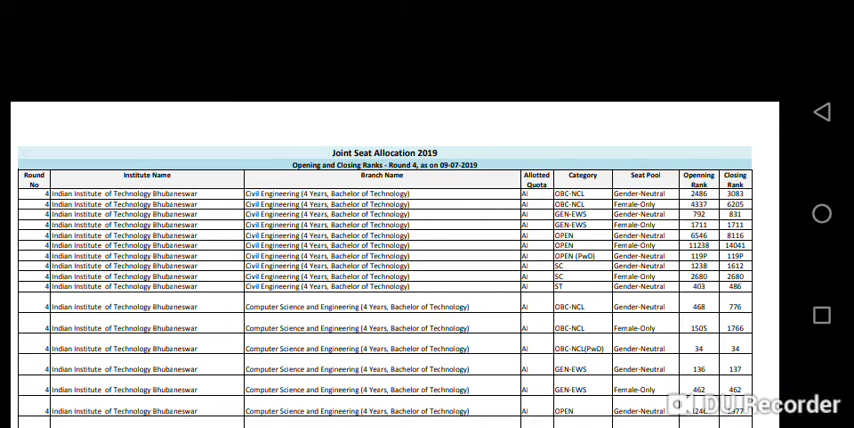 Joint Seat Allocation 2019
Opening and Closing Ranks - Round 4, as on 09-07-2019
Round No Institute Name Branch Name Allotted Quota Category Seat Pool Openning Rank Closing Rank
4 Indian Institute of Technology Bhubaneswar Civil Engineering (4 Years, Bachelor of Technology) AI OBC-NCL Gender-Neutral 2486 3083
4 Indian Institute of Technology Bhubaneswar Civil Engineering (4 Years, Bachelor of Technology) AI OBC-NCL Female-Only 4337 6205
4 Indian Institute of Technology Bhubaneswar Civil Engineering (4 Years, Bachelor of Technology) AI GEN-EWS Gender-Neutral 792 831
4 Indian Institute of Technology Bhubaneswar Civil Engineering (4 Years, Bachelor of Technology) AI GEN-EWS Female-Only 1711 1711
4 Indian Institute of Technology Bhubaneswar Civil Engineering (4 Years, Bachelor of Technology) AI OPEN Gender-Neutral 6546 8116
4 Indian Institute of Technology Bhubaneswar Civil Engineering (4 Years, Bachelor of Technology) AI OPEN Female-Only 11238 14041
4 Indian Institute of Technology Bhubaneswar Civil Engineering (4 Years, Bachelor of Technology) AI OPEN (PwD) Gender-Neutral 119P 119P
4 Indian Institute of Technology Bhubaneswar Civil Engineering (4 Years, Bachelor of Technology) AI SC Gender-Neutral 1238 1612
4 Indian Institute of Technology Bhubaneswar Civil Engineering (4 Years, Bachelor of Technology) AI SC Female-Only 2680 2680
4 Indian Institute of Technology Bhubaneswar Civil Engineering (4 Years, Bachelor of Technology) AI ST Gender-Neutral 403 486
4 Indian Institute of Technology Bhubaneswar Computer Science and Engineering (4 Years, Bachelor of Technology) AI OBC-NCL Gender-Neutral 468 776
4 Indian Institute of Technology Bhubaneswar Computer Science and Engineering (4 Years, Bachelor of Technology) AI OBC-NCL Female-Only 1505 1766
4 Indian Institute of Technology Bhubaneswar Computer Science and Engineering (4 Years, Bachelor of Technology) AI OBC-NCL(PwD) Gender-Neutral 34 34
4 Indian Institute of Technology Bhubaneswar Computer Science and Engineering (4 Years, Bachelor of Technology) AI GEN-EWS Gender-Neutral 136 137
4 Indian Institute of Technology Bhubaneswar Computer Science and Engineering (4 Years, Bachelor of Technology) AI GEN-EWS Female-Only 462 462
4 Indian Institute of Technology Bhubaneswar Computer Science and Engineering (4 Years, Bachelor of Technology) AI OPEN Gender-Neutral
DU Recorder